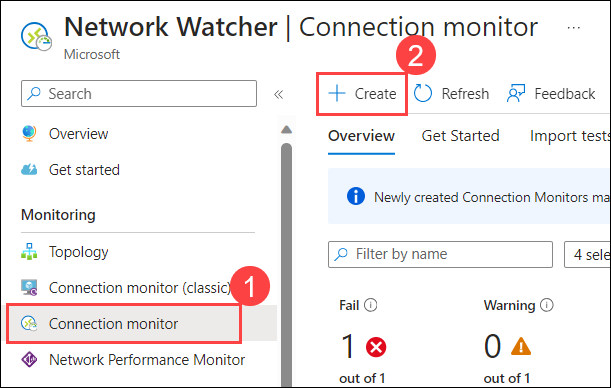 Network Watcher | Connection monitor ...
Microsoft
2
Search
«
+ Create
Refresh
Feedback
Overview
Get started
Overview
Get Started
Import tests
Newly created Connection Monitors ma
Monitoring
Topology
Connection monitor (classic)
1
Connection monitor
Network Performance Monitor
Filter by name
4 sele
Fail
Warning
1
0
out of 1
out of 1